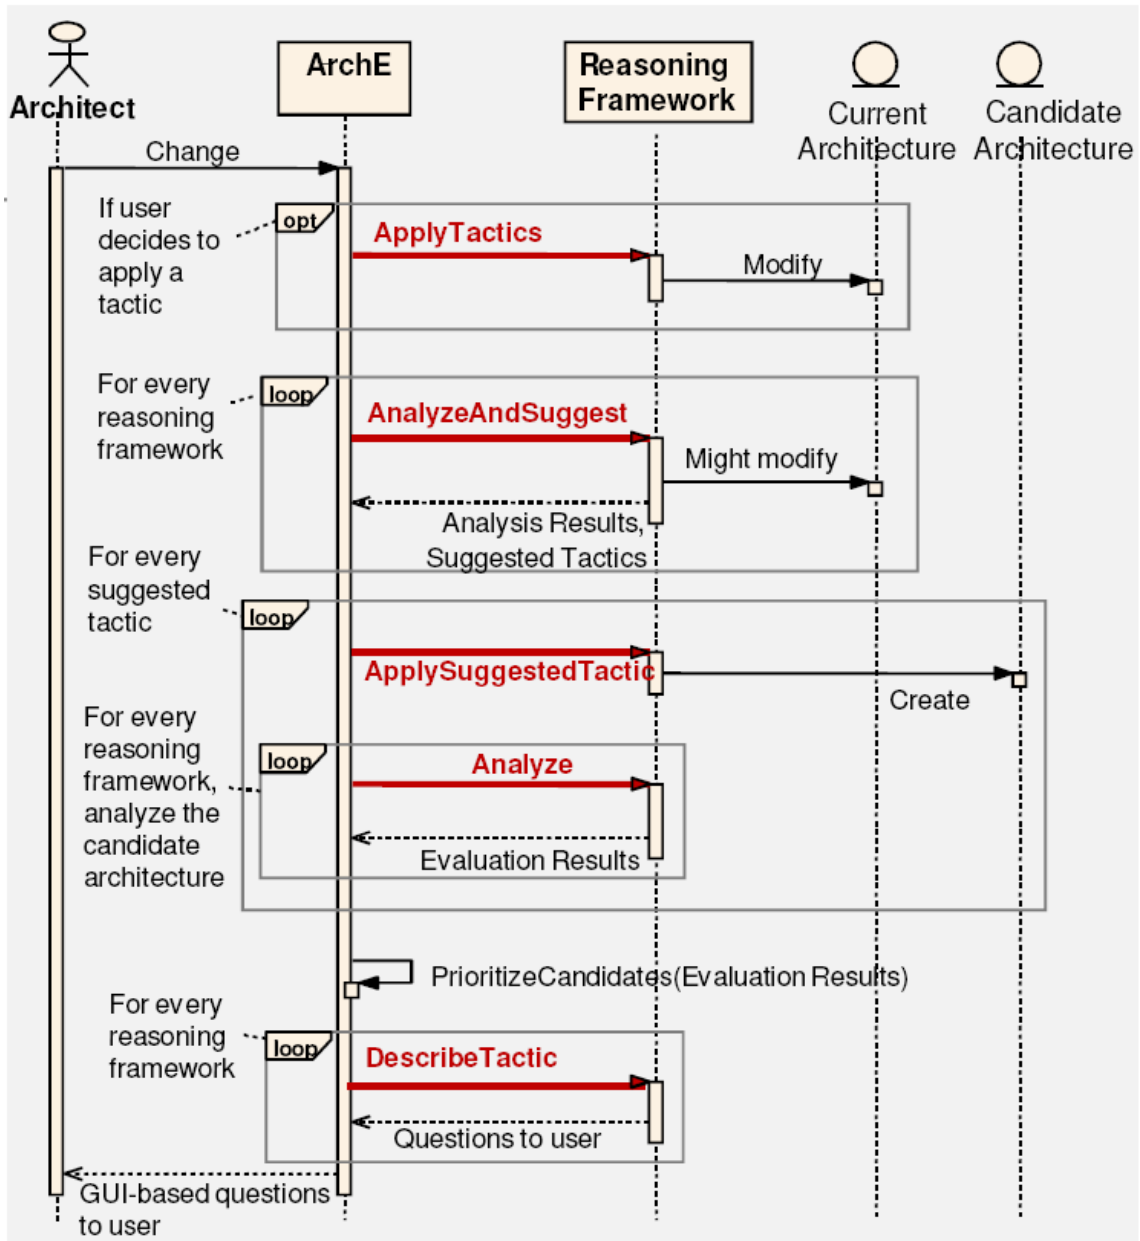 Architect
ArchE
Reasoning
Framework
Current
Architecture
Candidate
Architecture
Change
If user
decides to
apply a
tactic
opt
ApplyTactics
Modify
For every
reasoning
framework
loop
AnalyzeAndSuggest
Might modify
Analysis Results,
Suggested Tactics
For every
suggested
tactic
loop
ApplySuggestedTactic
Create
For every
reasoning
framework,
analyze the
candidate
architecture
loop
Analyze
Evaluation Results
PrioritizeCandidates(Evaluation Results)
For every
reasoning
framework
loop
DescribeTactic
Questions to user
GUI-based questions
to user